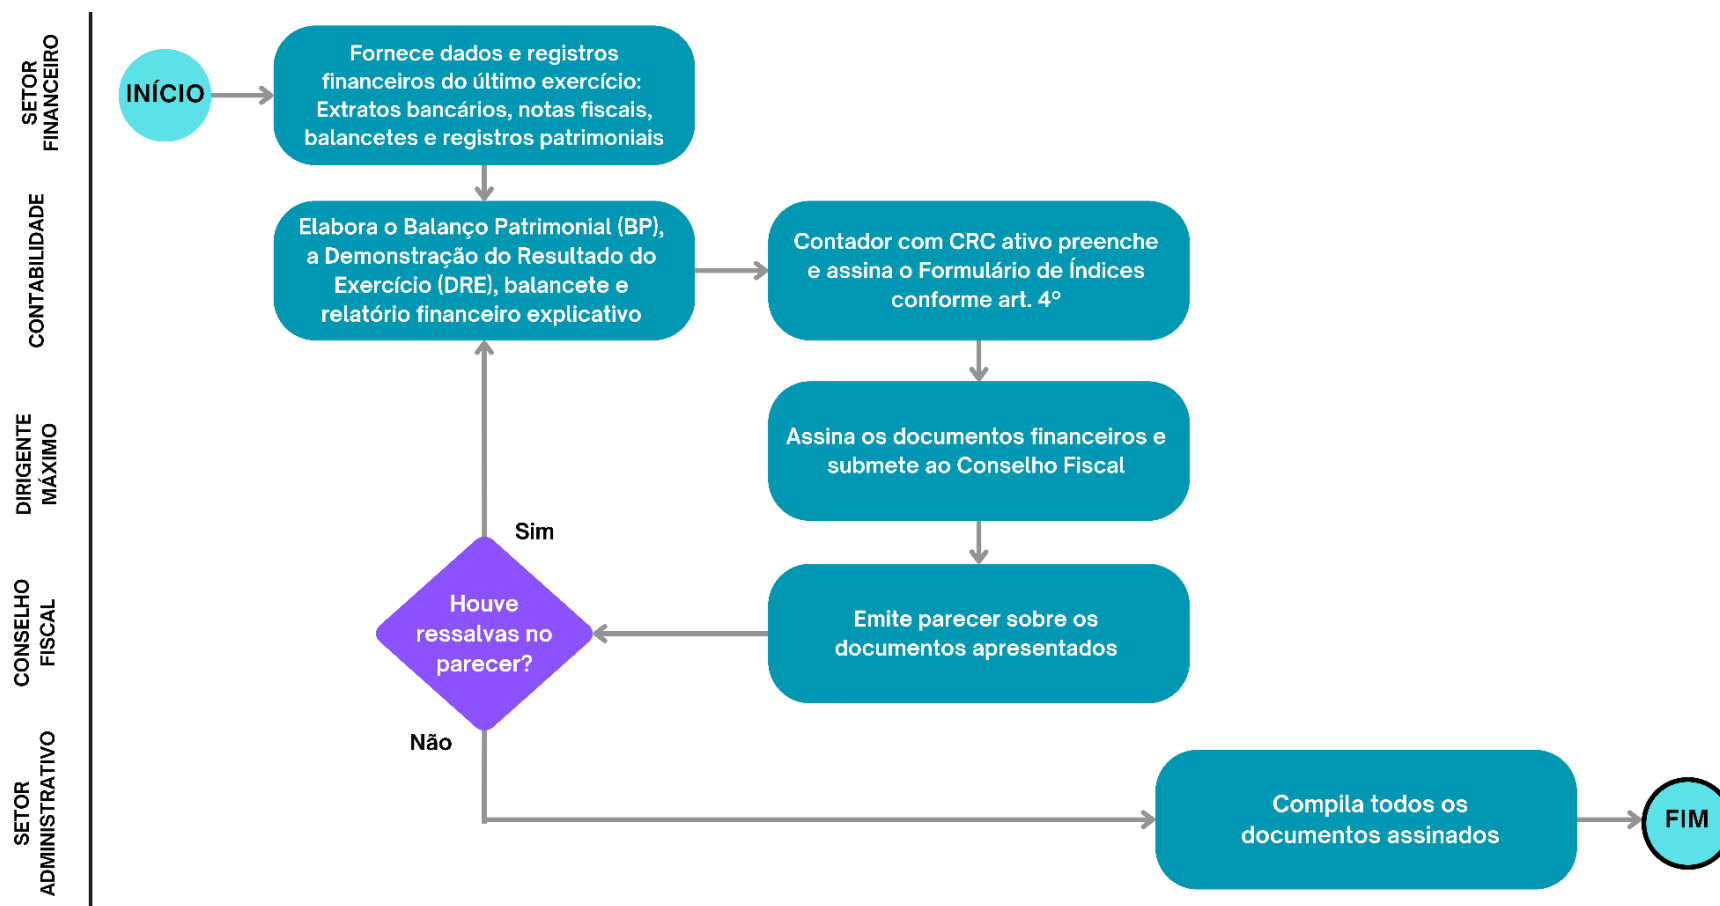 SETOR
FINANCEIRO
INÍCIO
Fornece dados e registros
financeiros do último exercício:
Extratos bancários, notas fiscais,
balancetes e registros patrimoniais
CONTABILIDADE
Elabora o Balanço Patrimonial (BP),
a Demonstração do Resultado do
Exercício (DRE), balancete e
relatório financeiro explicativo
Contador com CRC ativo preenche
e assina o Formulário de Índices
conforme art. 4º
DIRIGENTE
MÁXIMO
Assina os documentos financeiros e
submete ao Conselho Fiscal
CONSELHO
FISCAL
Emite parecer sobre os
documentos apresentados
Houve
ressalvas no
parecer?
Sim
Não
SETOR
ADMINISTRATIVO
Compila todos os
documentos assinados
FIM